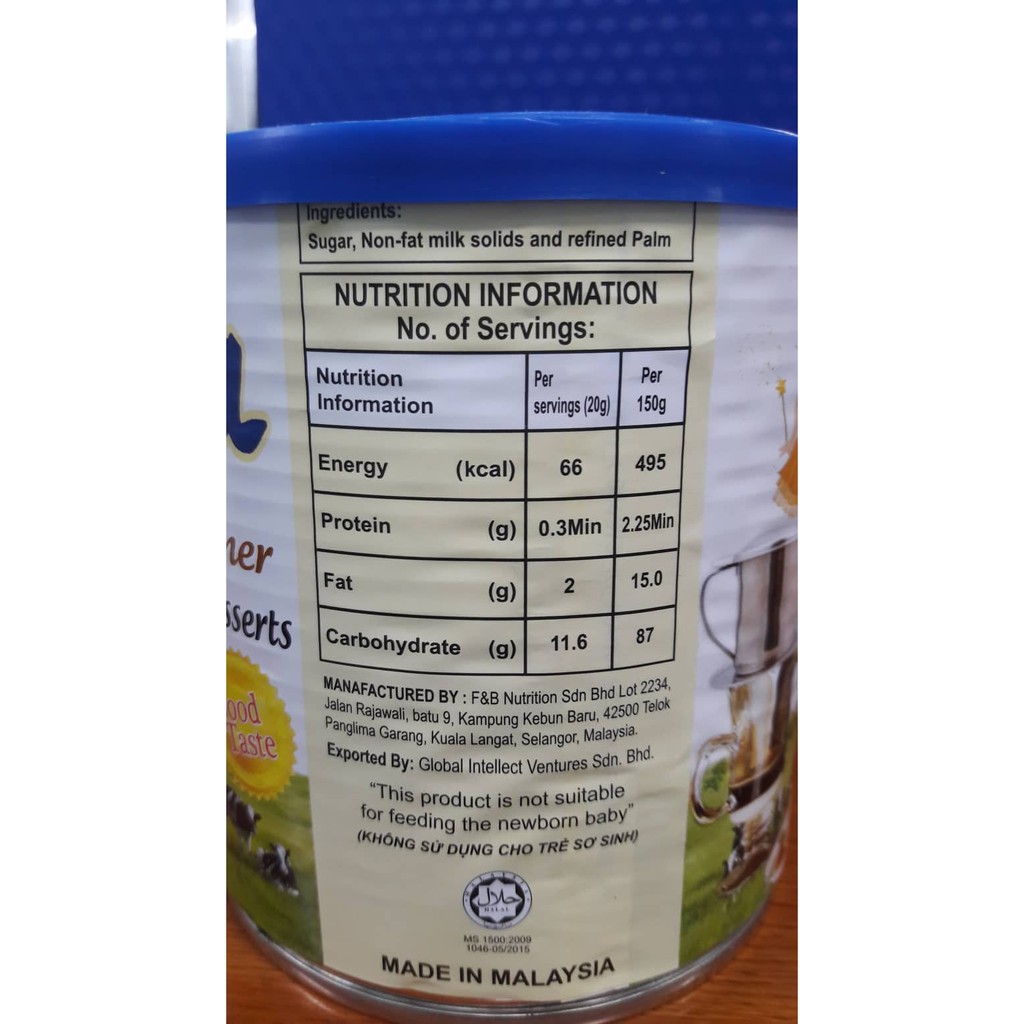 Ingredients:
Sugar, Non-fat milk solids and refined Palm
NUTRITION INFORMATION
No. of Servings:
Nutrition Information Per servings (20g) Per 150g
Energy (kcal) 66 495
Protein (g) 0.3Min 2.25Min
Fat (g) 2 15.0
Carbohydrate (g) 11.6 87
MANAFACTURED BY : F&B Nutrition Sdn Bhd Lot 2234,
Jalan Rajawali, batu 9, Kampung Kebun Baru, 42500 Telok
Panglima Garang, Kuala Langat, Selangor, Malaysia.
Exported By: Global Intellect Ventures Sdn. Bhd.
“This product is not suitable
for feeding the newborn baby”
(KHÔNG SỬ DỤNG CHO TRẺ SƠ SINH)
حلال
HALAL
MS 1500:2009
1046-05/2015
MADE IN MALAYSIA
ner
sserts
ood
Taste